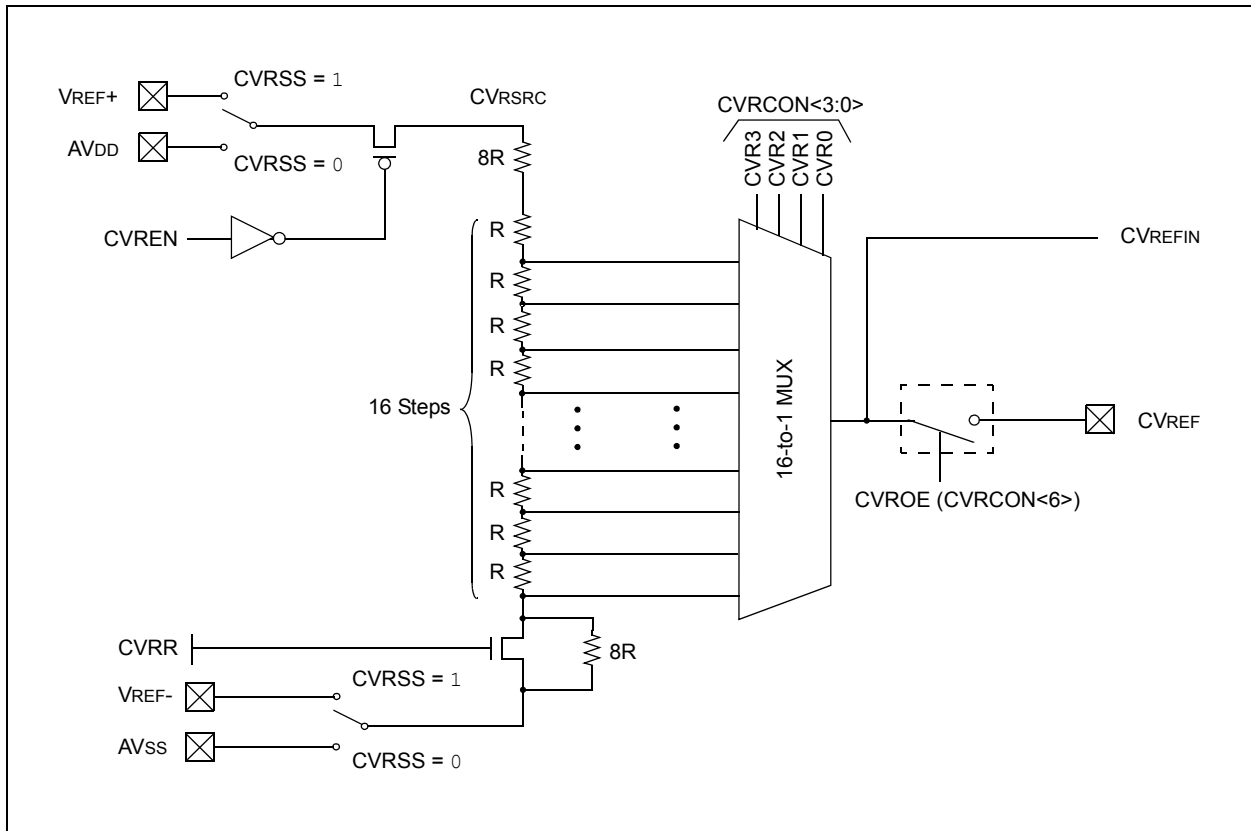 VREF+
CVRSS = 1
AVDD
CVRSS = 0
CVREN
CVRSRC
8R
R
R
R
R
16 Steps
R
R
R
CVRCON<3:0>
CVR3
CVR2
CVR1
CVR0
16-to-1 MUX
CVREFIN
CVREF
CVROE (CVRCON<6>)
CVRR
8R
VREF-
CVRSS = 1
AVSS
CVRSS = 0